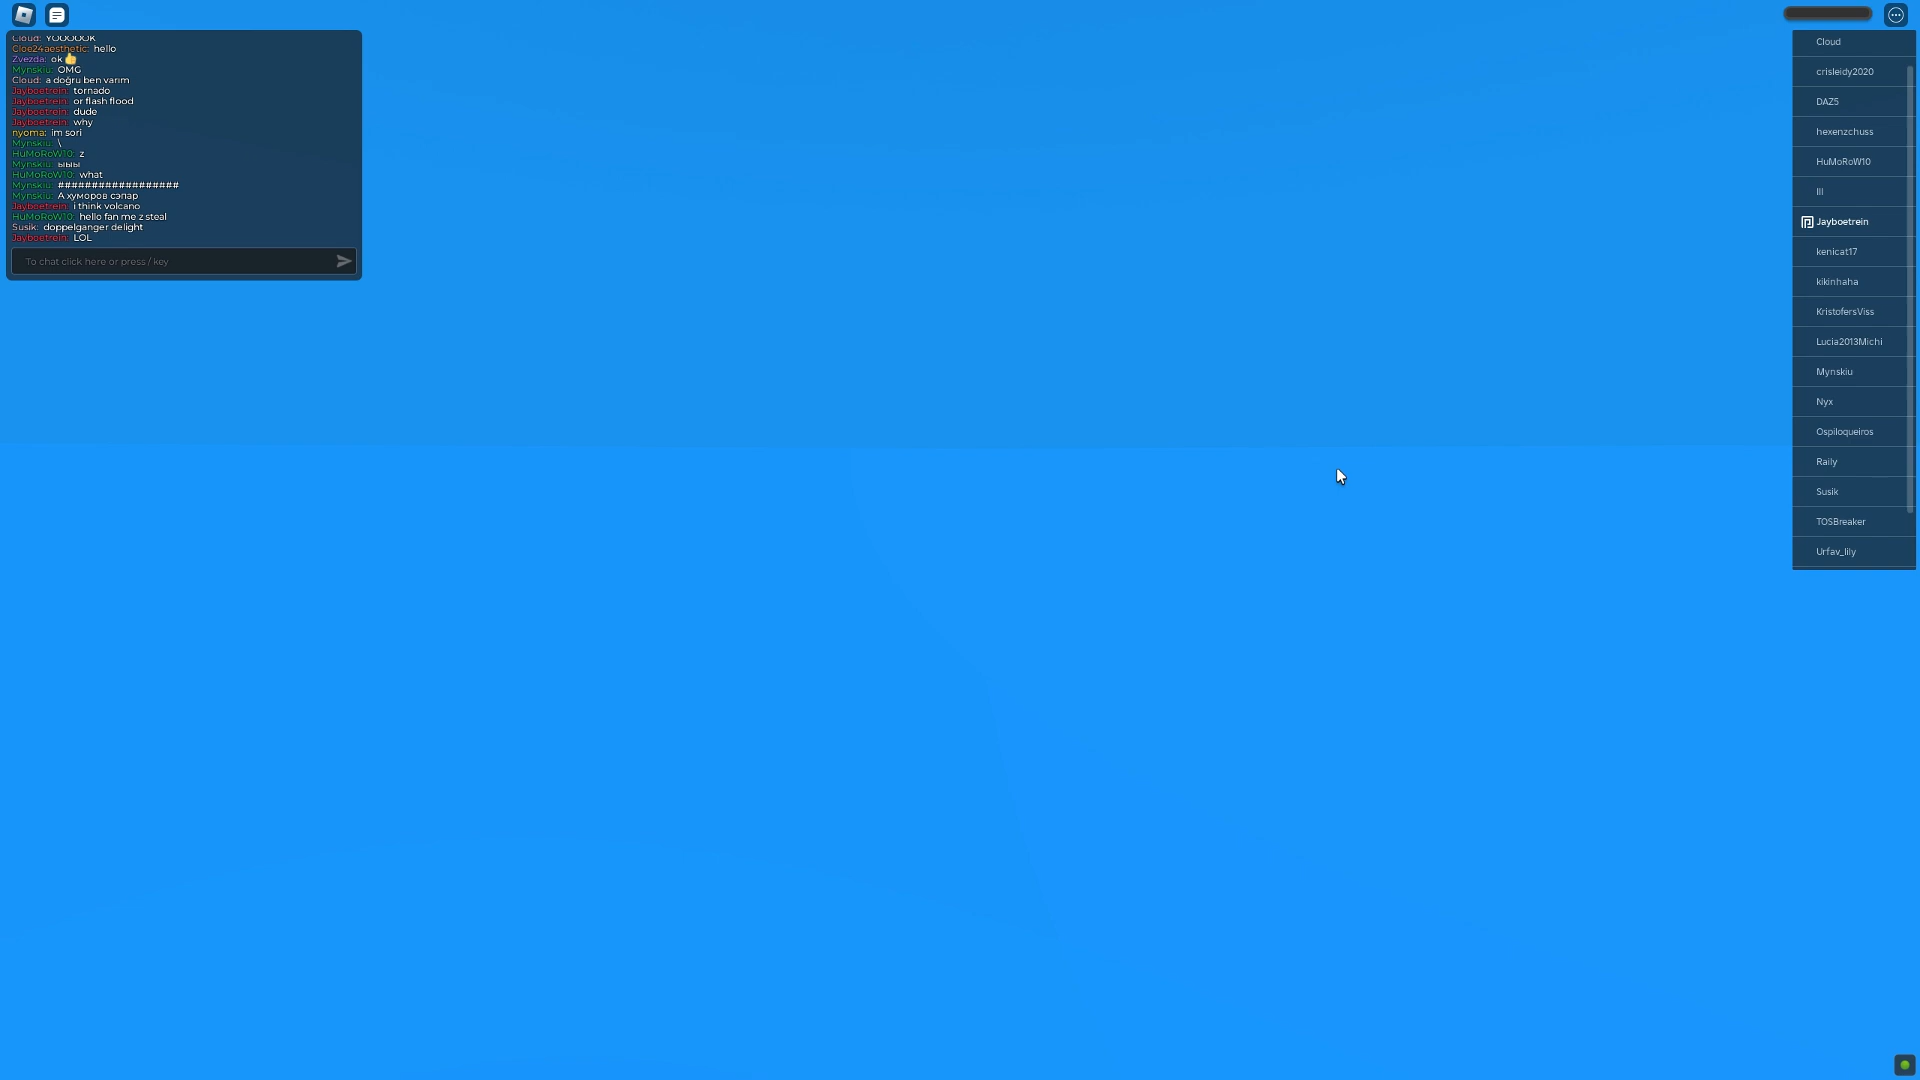 Cloud: YOOOOOK
Cloe24aesthetic: hello
Zvezda: ok 👍
Mynskiu: OMG
Cloud: a doğru ben varım
Jayboetrein: tornado
Jayboetrein: or flash flood
Jayboetrein: dude
Jayboetrein: why
nyoma: im sori
Mynskiu: \
HuMoRoW10: z
Mynskiu: ыыы
HuMoRoW10: what
Mynskiu: ##################
Mynskiu: А хуморов сэпар
Jayboetrein: i think volcano
HuMoRoW10: hello fan me z steal
Susik: doppelganger delight
Jayboetrein: LOL
To chat click here or press / key
Cloud
crisleidy2020
DAZ5
hexenzchuss
HuMoRoW10
Jayboetrein
kenicat17
kikinhaha
KristofersViss
Lucia2013Michi
Mynskiu
Nyx
Ospiloqueiros
Raily
Susik
TOSBreaker
Urfav_lily